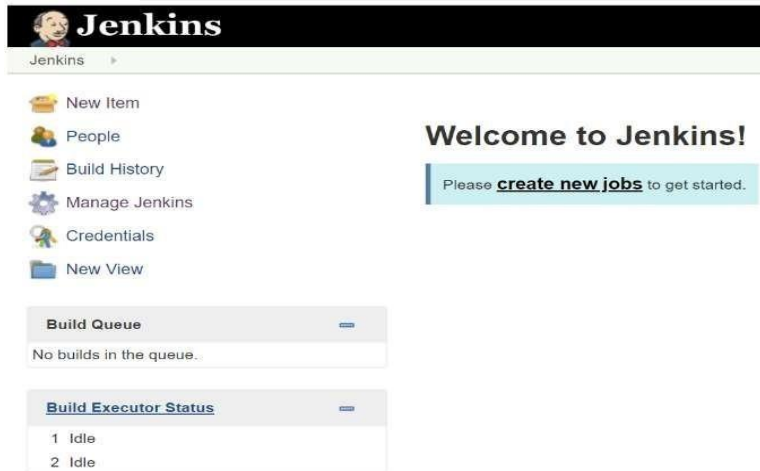 Jenkins
Jenkins
New Item
People
Build History
Manage Jenkins
Credentials
New View
Welcome to Jenkins!
Please create new jobs to get started.
Build Queue
No builds in the queue.
Build Executor Status
1 Idle
2 Idle